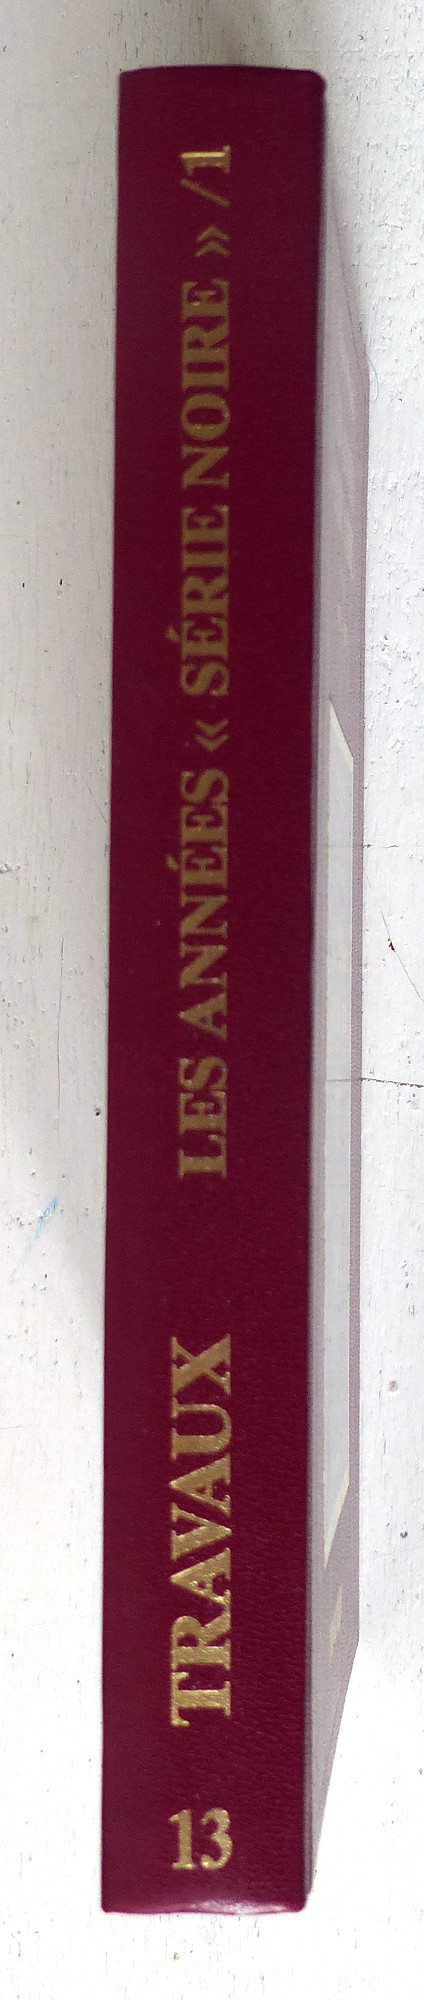 13 TRAVAUX LES ANNÉES « SÉRIE NOIRE » /1